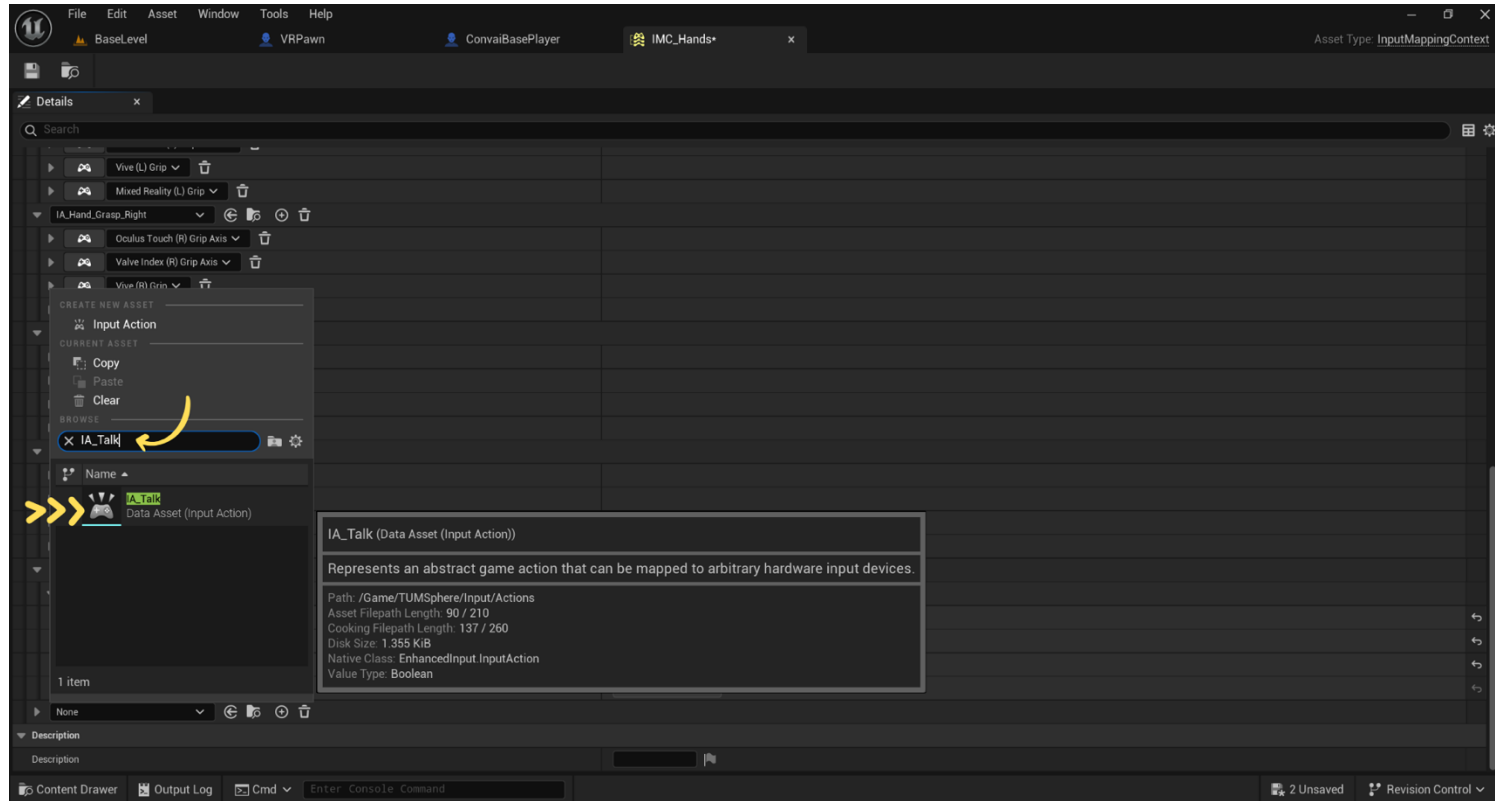 File Edit Asset Window Tools Help
BaseLevel VRPawn ConvaiBasePlayer IMC_Hands• x Asset Type: InputMappingContext
Details x
Search
Vive (L) Grip
Mixed Reality (L) Grip
IA_Hand_Grasp_Right
Oculus Touch (R) Grip Axis
Valve Index (R) Grip Axis
Vive (R) Grip
CREATE NEW ASSET
Input Action
CURRENT ASSET
Copy
Paste
Clear
BROWSE
IA_Talk
Name
IA_Talk
Data Asset (Input Action)
IA_Talk (Data Asset (Input Action))
Represents an abstract game action that can be mapped to arbitrary hardware input devices.
Path: /Game/TUMSphere/Input/Actions
Asset Filepath Length: 90 / 210
Cooking Filepath Length: 137 / 260
Disk Size: 1.355 KiB
Native Class: EnhancedInput.InputAction
Value Type: Boolean
1 item
None
Description
Description
Content Drawer Output Log Cmd Enter Console Command 2 Unsaved Revision Control